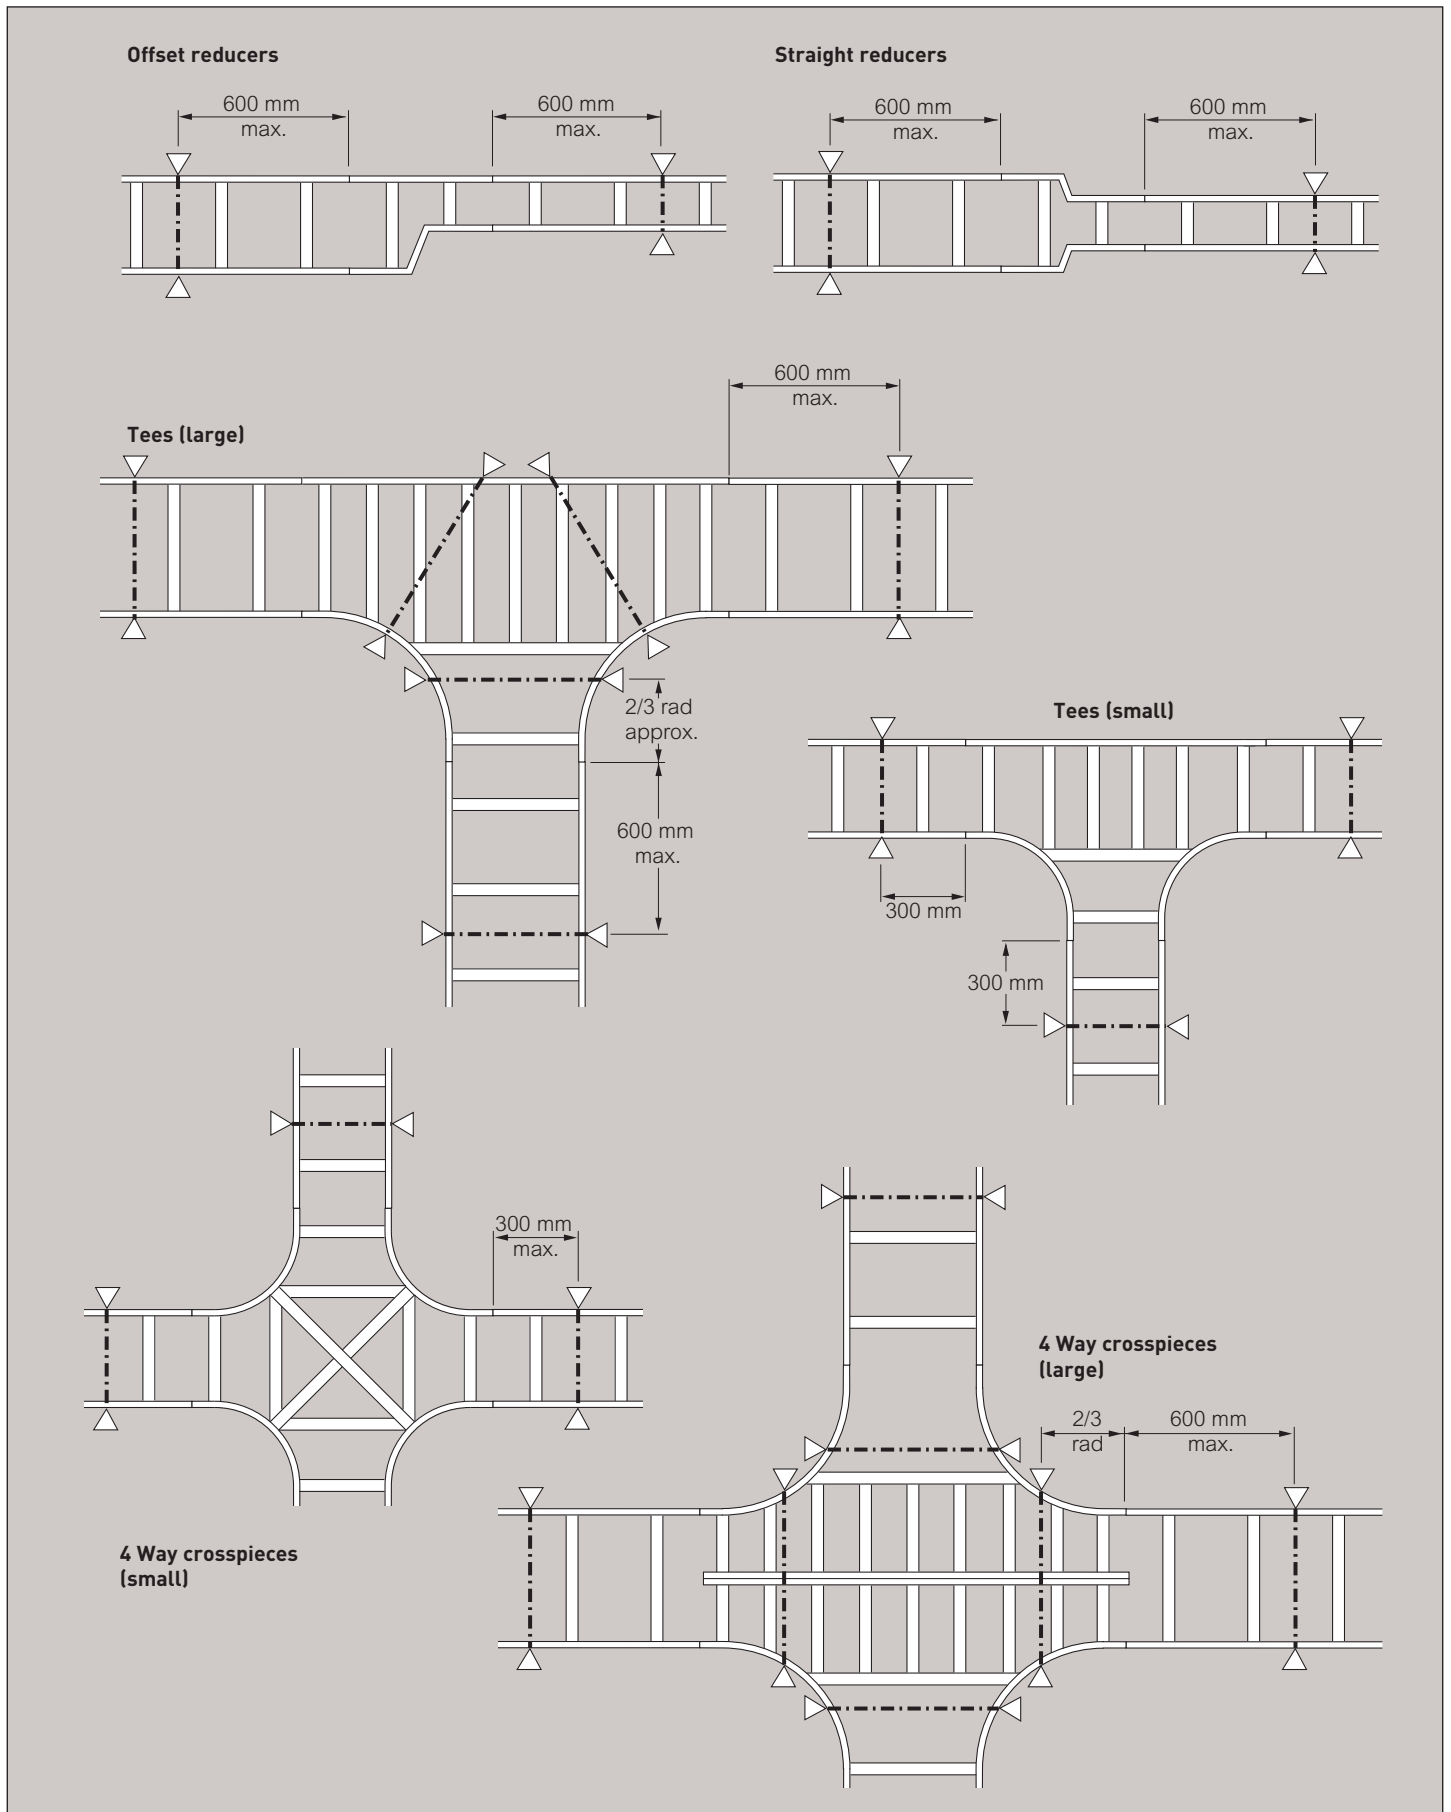 Offset reducers
Straight reducers
600 mm
max.
600 mm
max.
600 mm
max.
600 mm
max.
600 mm
max.
Tees (large)
2/3 rad
approx.
600 mm
max.
Tees (small)
300 mm
300 mm
300 mm
max.
4 Way crosspieces
(small)
4 Way crosspieces
(large)
2/3
rad
600 mm
max.